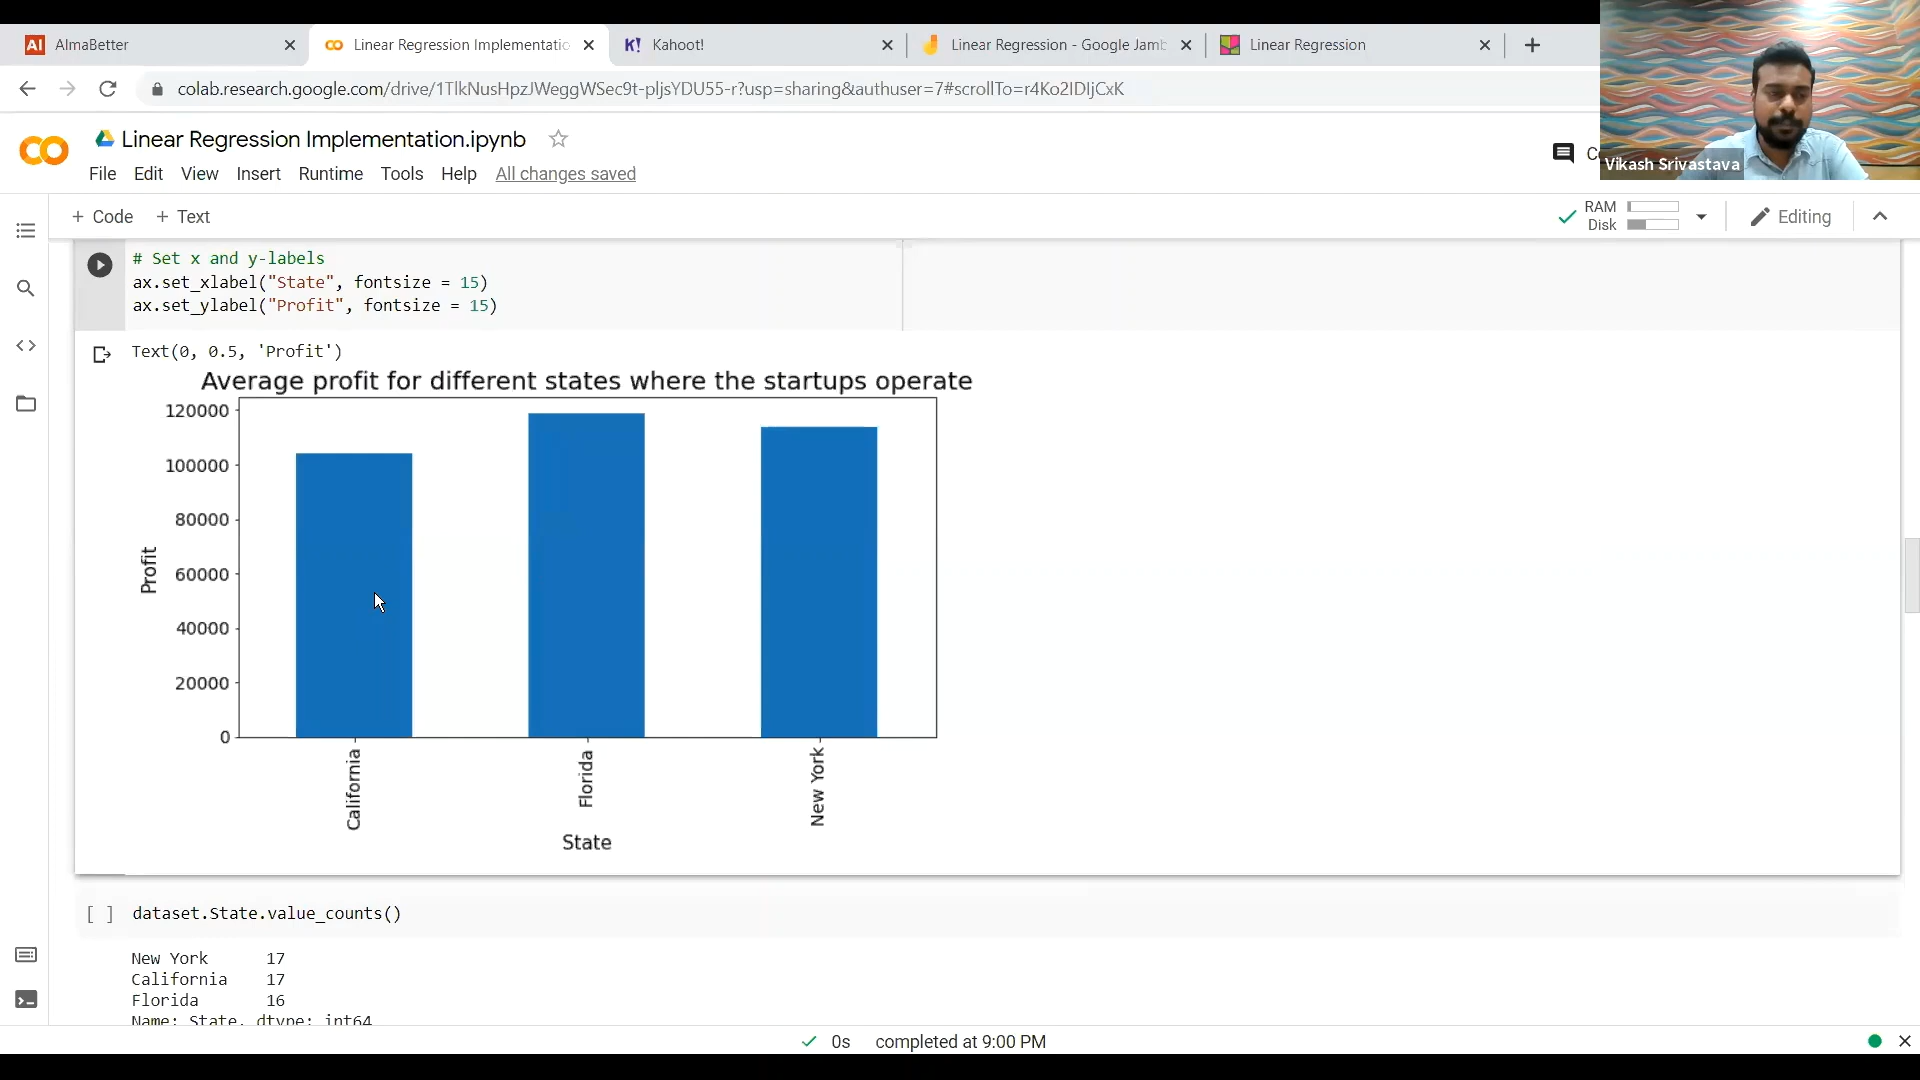 AI AlmaBetter
Linear Regression Implementatio
K! Kahoot!
Linear Regression - Google Jamb
Linear Regression
colab.research.google.com/drive/1TlkNusHpzJWeggWSec9t-pljsYDU55-r?usp=sharing&authuser=7#scrollTo=r4Ko2IDIjCxK
Linear Regression Implementation.ipynb
Vikash Srivastava
File Edit View Insert Runtime Tools Help All changes saved
+ Code + Text
RAM
Disk
Editing
# Set x and y-labels
ax.set_xlabel("State", fontsize = 15)
ax.set_ylabel("Profit", fontsize = 15)
Text(0, 0.5, 'Profit')
Average profit for different states where the startups operate
120000
100000
80000
60000
40000
20000
0
Profit
California
Florida
New York
State
[ ] dataset.State.value_counts()
New York 17
California 17
Florida 16
Name: State, dtype: int64
0s completed at 9:00 PM